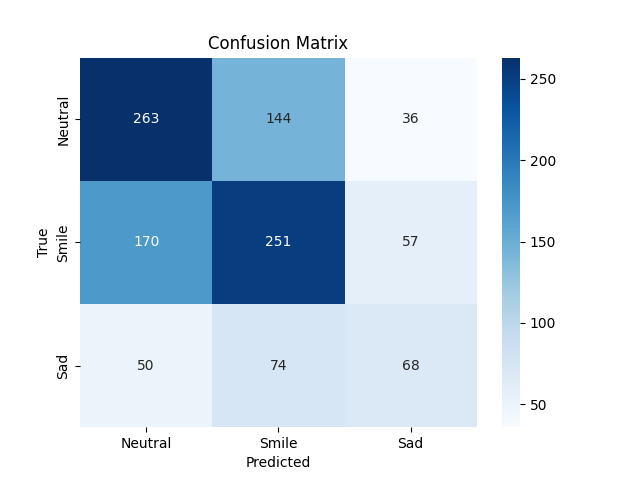 Confusion Matrix
Neutral
263 144 36
250
200
True
Smile
170 251 57
150
100
Sad
50 74 68
50
Neutral Smile Sad
Predicted